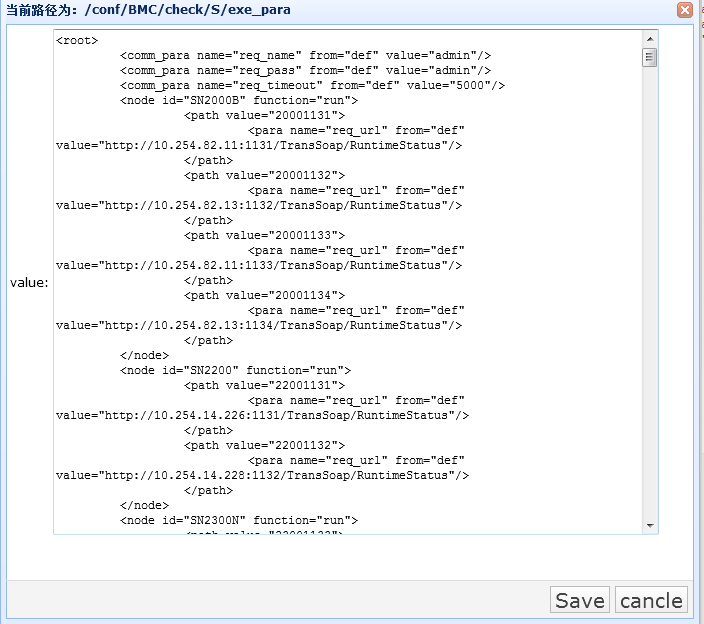 当前路径为：/conf/BMC/check/S/exe_para
<root>
<comm_para name="req_name" from="def" value="admin"/>
<comm_para name="req_pass" from="def" value="admin"/>
<comm_para name="req_timeout" from="def" value="5000"/>
<node id="SN2000B" function="run">
<path value="20001131">
<para name="req_url" from="def"
value="http://10.254.82.11:1131/TransSoap/RuntimeStatus"/>
</path>
<path value="20001132">
<para name="req_url" from="def"
value="http://10.254.82.13:1132/TransSoap/RuntimeStatus"/>
</path>
<path value="20001133">
<para name="req_url" from="def"
value="http://10.254.82.11:1133/TransSoap/RuntimeStatus"/>
</path>
<path value="20001134">
<para name="req_url" from="def"
value="http://10.254.82.13:1134/TransSoap/RuntimeStatus"/>
</path>
</node>
<node id="SN2200" function="run">
<path value="22001131">
<para name="req_url" from="def"
value="http://10.254.14.226:1131/TransSoap/RuntimeStatus"/>
</path>
<path value="22001132">
<para name="req_url" from="def"
value="http://10.254.14.228:1132/TransSoap/RuntimeStatus"/>
</path>
</node>
<node id="SN2300N" function="run">
value:
Save cancle